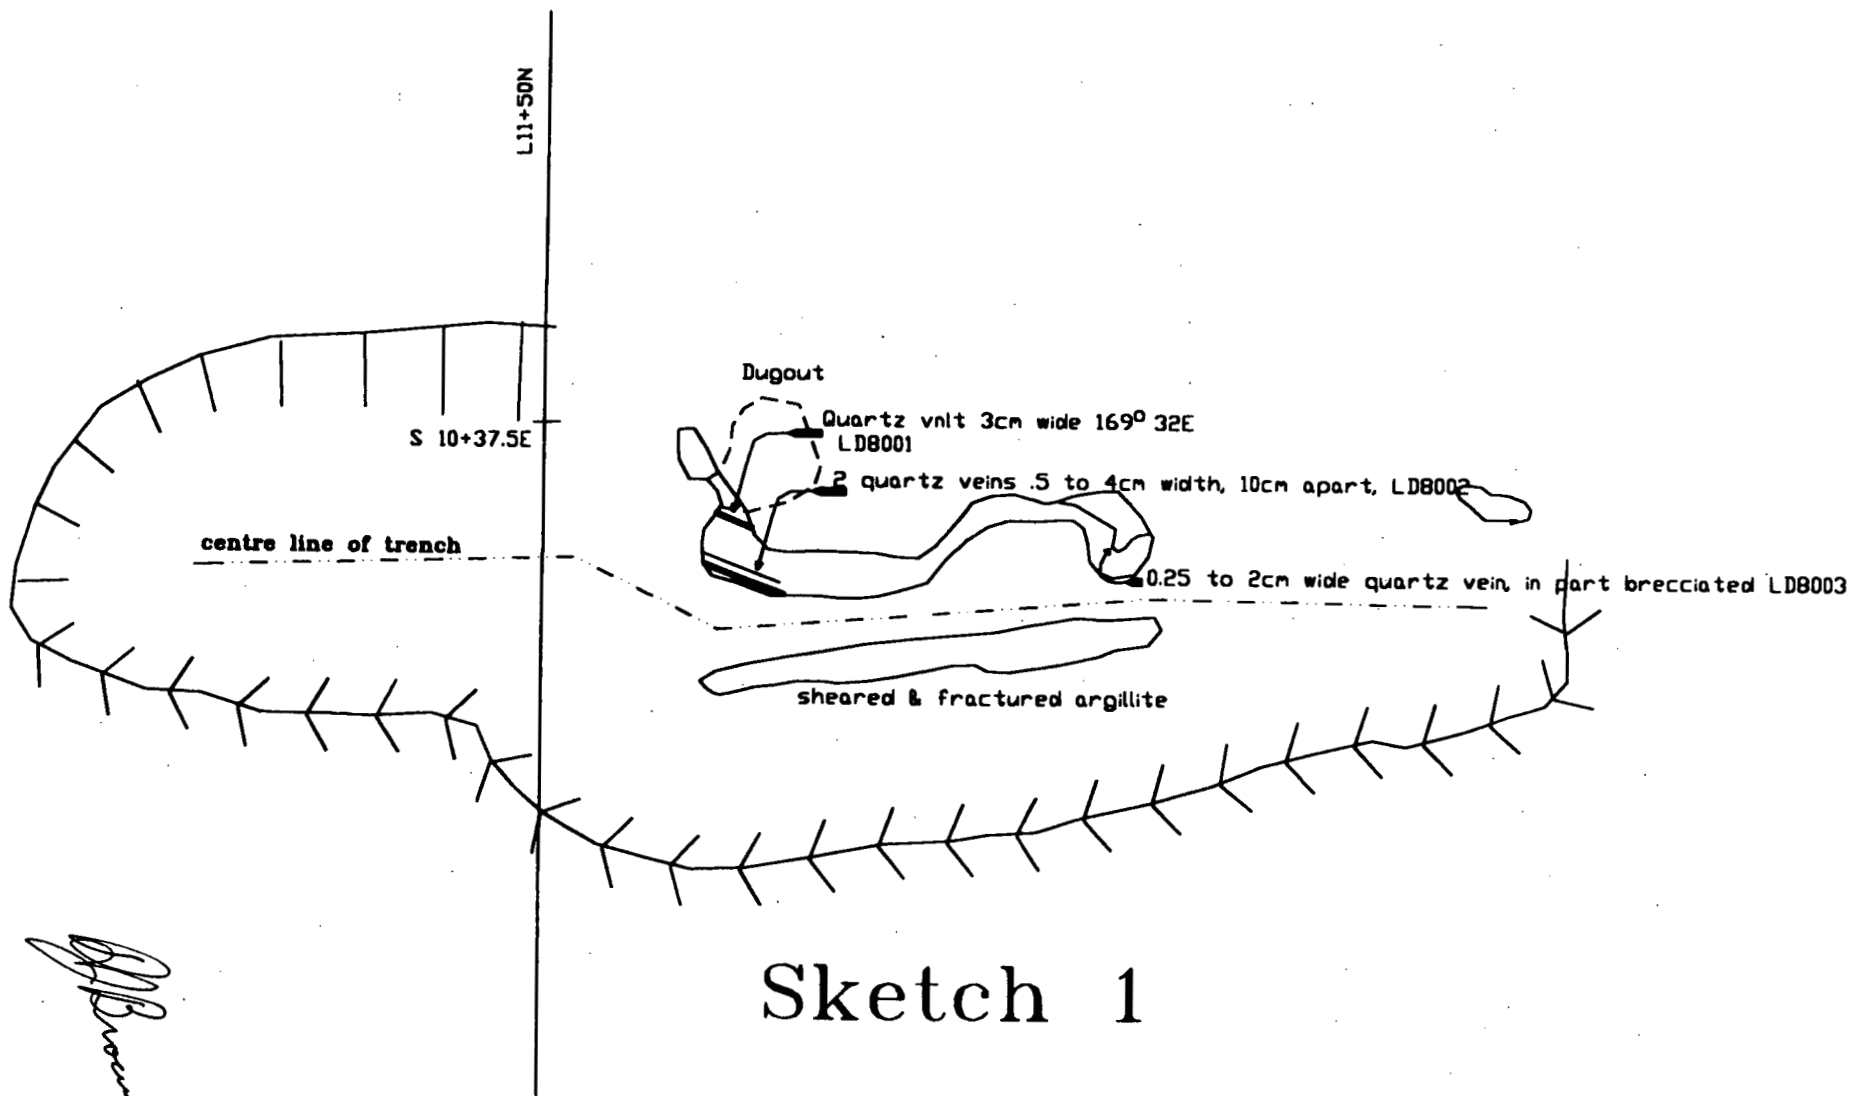 L11+50N
Dugout
Quartz vnlt 3cm wide 169° 32E
LD8001
S 10+37.5E
2 quartz veins .5 to 4cm width, 10cm apart, LD8002
centre line of trench
0.25 to 2cm wide quartz vein, in part brecciated LD8003
sheared & fractured argillite
Sketch 1